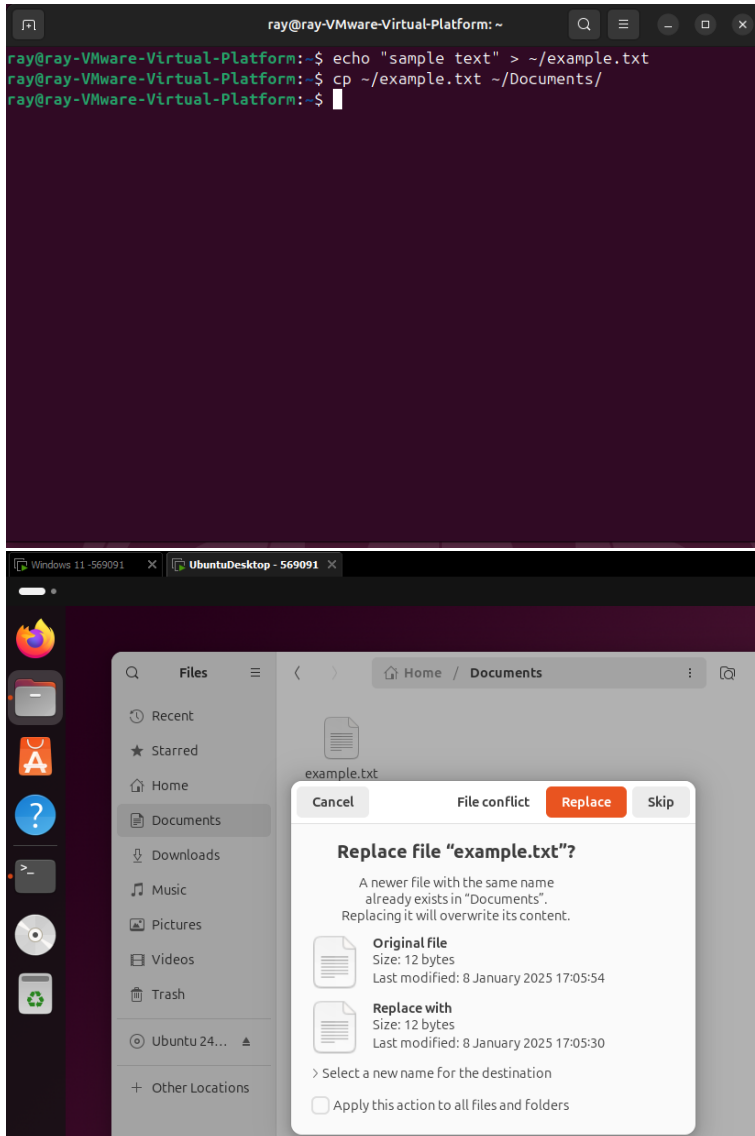 ray@ray-VMware-Virtual-Platform: ~
ray@ray-VMware-Virtual-Platform:~$ echo "sample text" > ~/example.txt
ray@ray-VMware-Virtual-Platform:~$ cp ~/example.txt ~/Documents/
ray@ray-VMware-Virtual-Platform:~$
Windows 11 -569091
UbuntuDesktop - 569091
Files
Home / Documents
Recent
Starred
Home
Documents
Downloads
Music
Pictures
Videos
Trash
Ubuntu 24...
+ Other Locations
example.txt
Cancel
File conflict
Replace
Skip
Replace file “example.txt”?
A newer file with the same name
already exists in “Documents”.
Replacing it will overwrite its content.
Original file
Size: 12 bytes
Last modified: 8 January 2025 17:05:54
Replace with
Size: 12 bytes
Last modified: 8 January 2025 17:05:30
> Select a new name for the destination
Apply this action to all files and folders